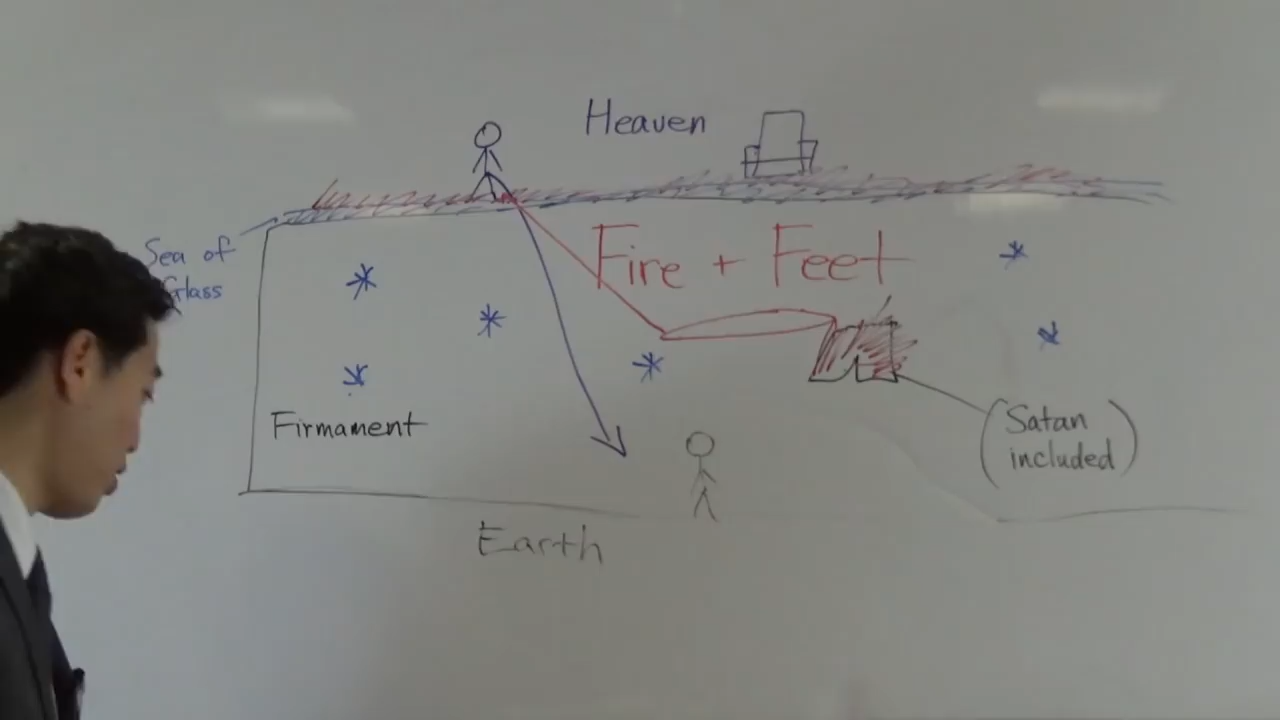 Heaven
Sea of
Glass
Fire + Feet
Firmament
(Satan
included)
Earth